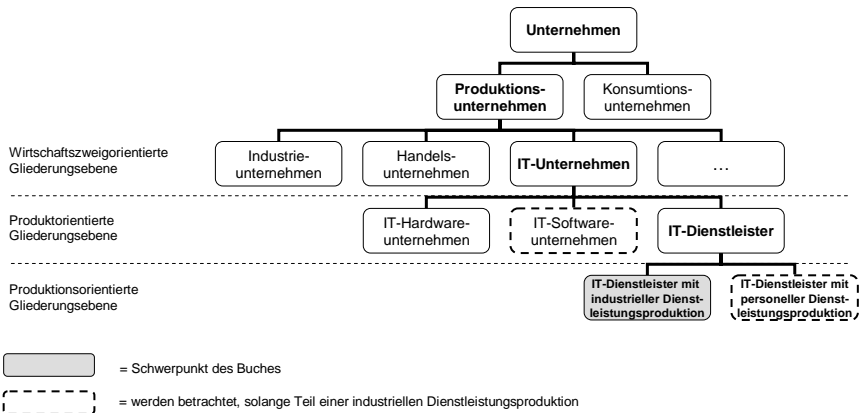 Unternehmen
Produktions-
unternehmen
Konsumtions-
unternehmen
Wirtschaftszweigorientierte
Gliederungsebene
Industrie-
unternehmen
Handels-
unternehmen
IT-Unternehmen
…
Produktorientierte
Gliederungsebene
IT-Hardware-
unternehmen
IT-Software-
unternehmen
IT-Dienstleister
Produktionsorientierte
Gliederungsebene
IT-Dienstleister mit
industrieller Dienst-
leistungsproduktion
IT-Dienstleister mit
personeller Dienst-
leistungsproduktion
= Schwerpunkt des Buches
= werden betrachtet, solange Teil einer industriellen Dienstleistungsproduktion